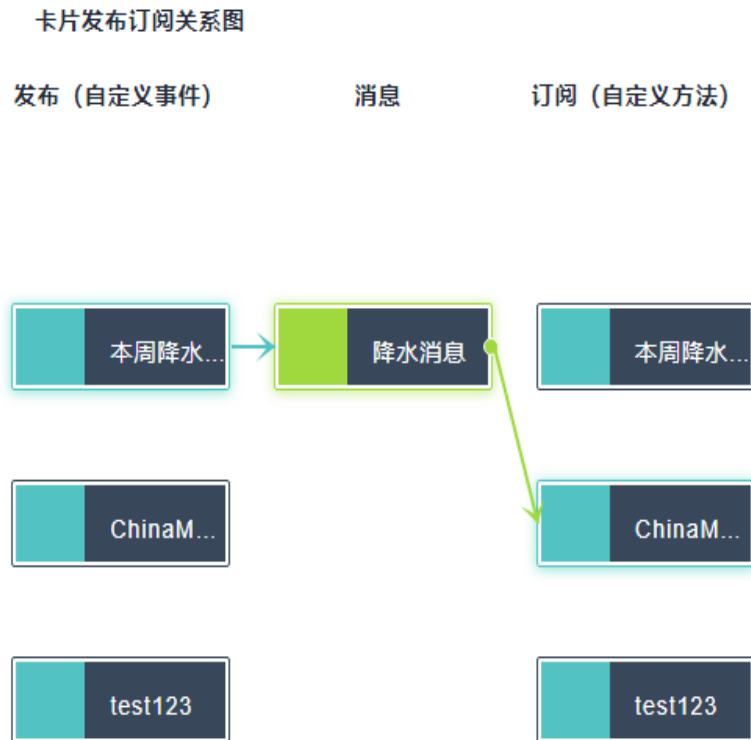 卡片发布订阅关系图
发布（自定义事件） 消息 订阅（自定义方法）
本周降水... 降水消息 本周降水...
ChinaM... ChinaM...
test123 test123